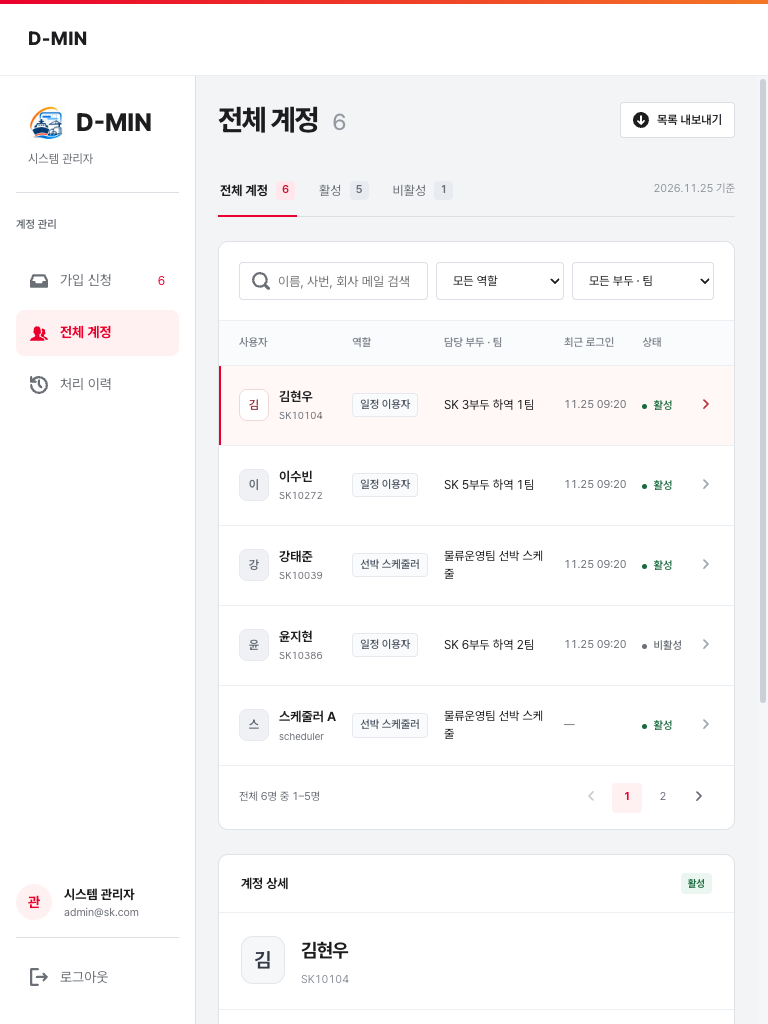 D-MIN
D-MIN
시스템 관리자
계정 관리
가입 신청 6
전체 계정
처리 이력
관 시스템 관리자
admin@sk.com
로그아웃
전체 계정 6
목록 내보내기
전체 계정 6 활성 5 비활성 1
2026.11.25 기준
이름, 사번, 회사 메일 검색 모든 역할 모든 부두 · 팀
사용자 역할 담당 부두 · 팀 최근 로그인 상태
김 김현우 SK10104 일정 이용자 SK 3부두 하역 1팀 11.25 09:20 활성
이 이수빈 SK10272 일정 이용자 SK 5부두 하역 1팀 11.25 09:20 활성
강 강태준 SK10039 선박 스케줄러 물류운영팀 선박 스케줄 11.25 09:20 활성
윤 윤지현 SK10386 일정 이용자 SK 6부두 하역 2팀 11.25 09:20 비활성
스 스케줄러 A scheduler 선박 스케줄러 물류운영팀 선박 스케줄 — 활성
전체 6명 중 1–5명 1 2
계정 상세 활성
김 김현우
SK10104